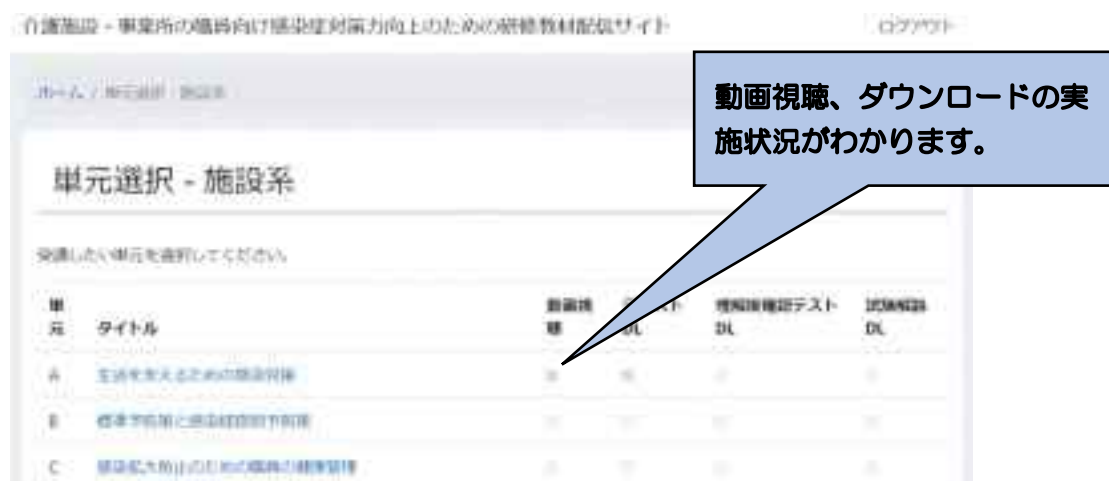 介護施設・事業所の職員向け感染症対策力向上のための研修教材配信サイト
ログアウト
ホーム / 単元選択 - 施設系
動画視聴、ダウンロードの実
施状況がわかります。
単元選択 - 施設系
受講したい単元を選択してください。
単
元
タイトル
動画視
聴
DL
理解度確認テスト
DL
試験解説
DL
A
生活を支えるための感染対策
B
標準予防策と感染経路別予防策
C
感染拡大防止のための職員の健康管理